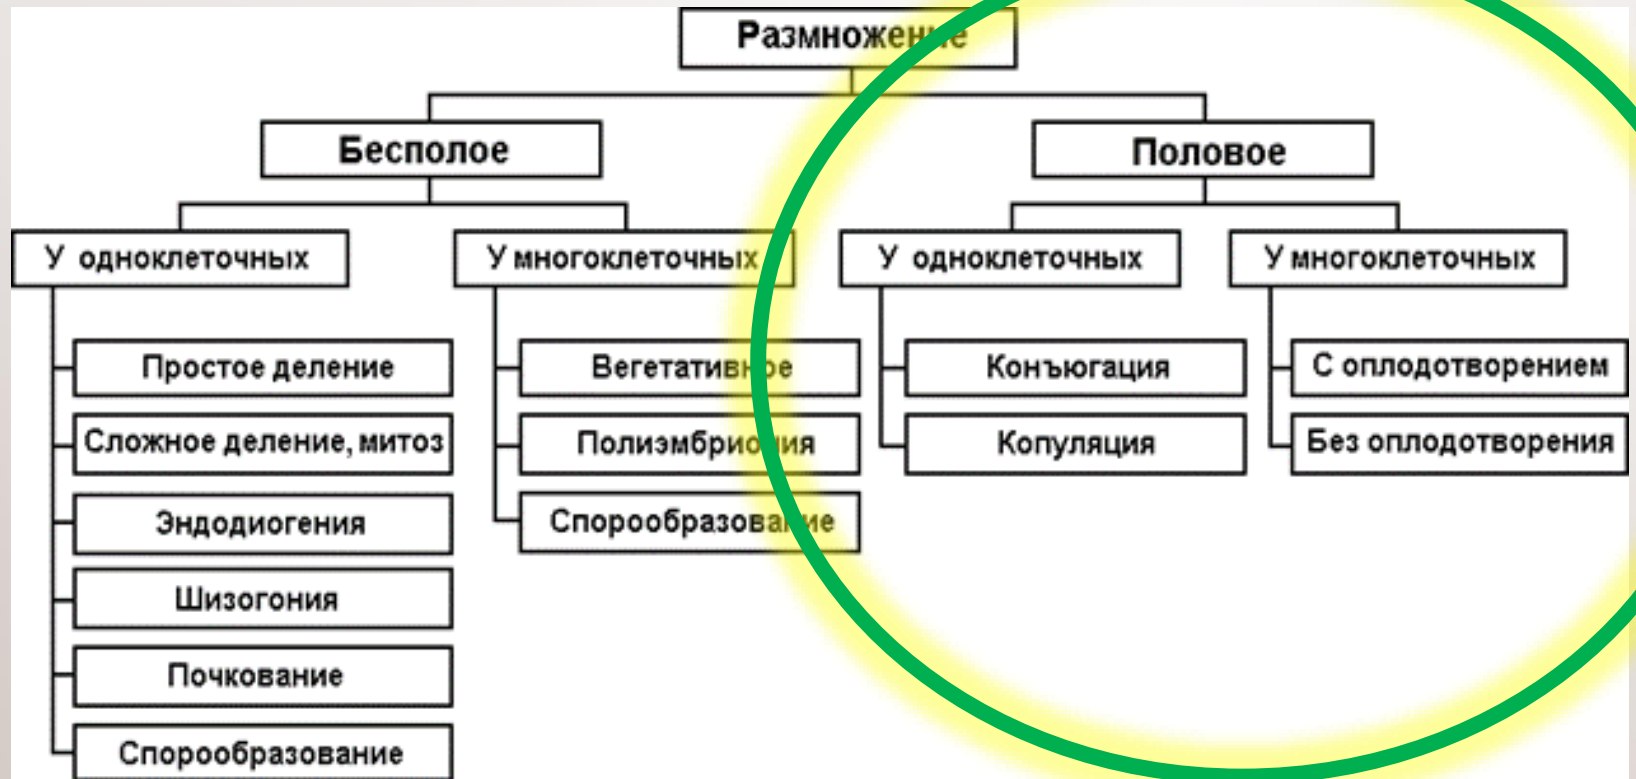 Размножение
Бесполое
Половое
У одноклеточных
У многоклеточных
У одноклеточных
У многоклеточных
Простое деление
Сложное деление, митоз
Эндодиогения
Шизогония
Почкование
Спорообразование
Вегетативное
Полиэмбриония
Спорообразование
Конъюгация
Копуляция
С оплодотворением
Без оплодотворения